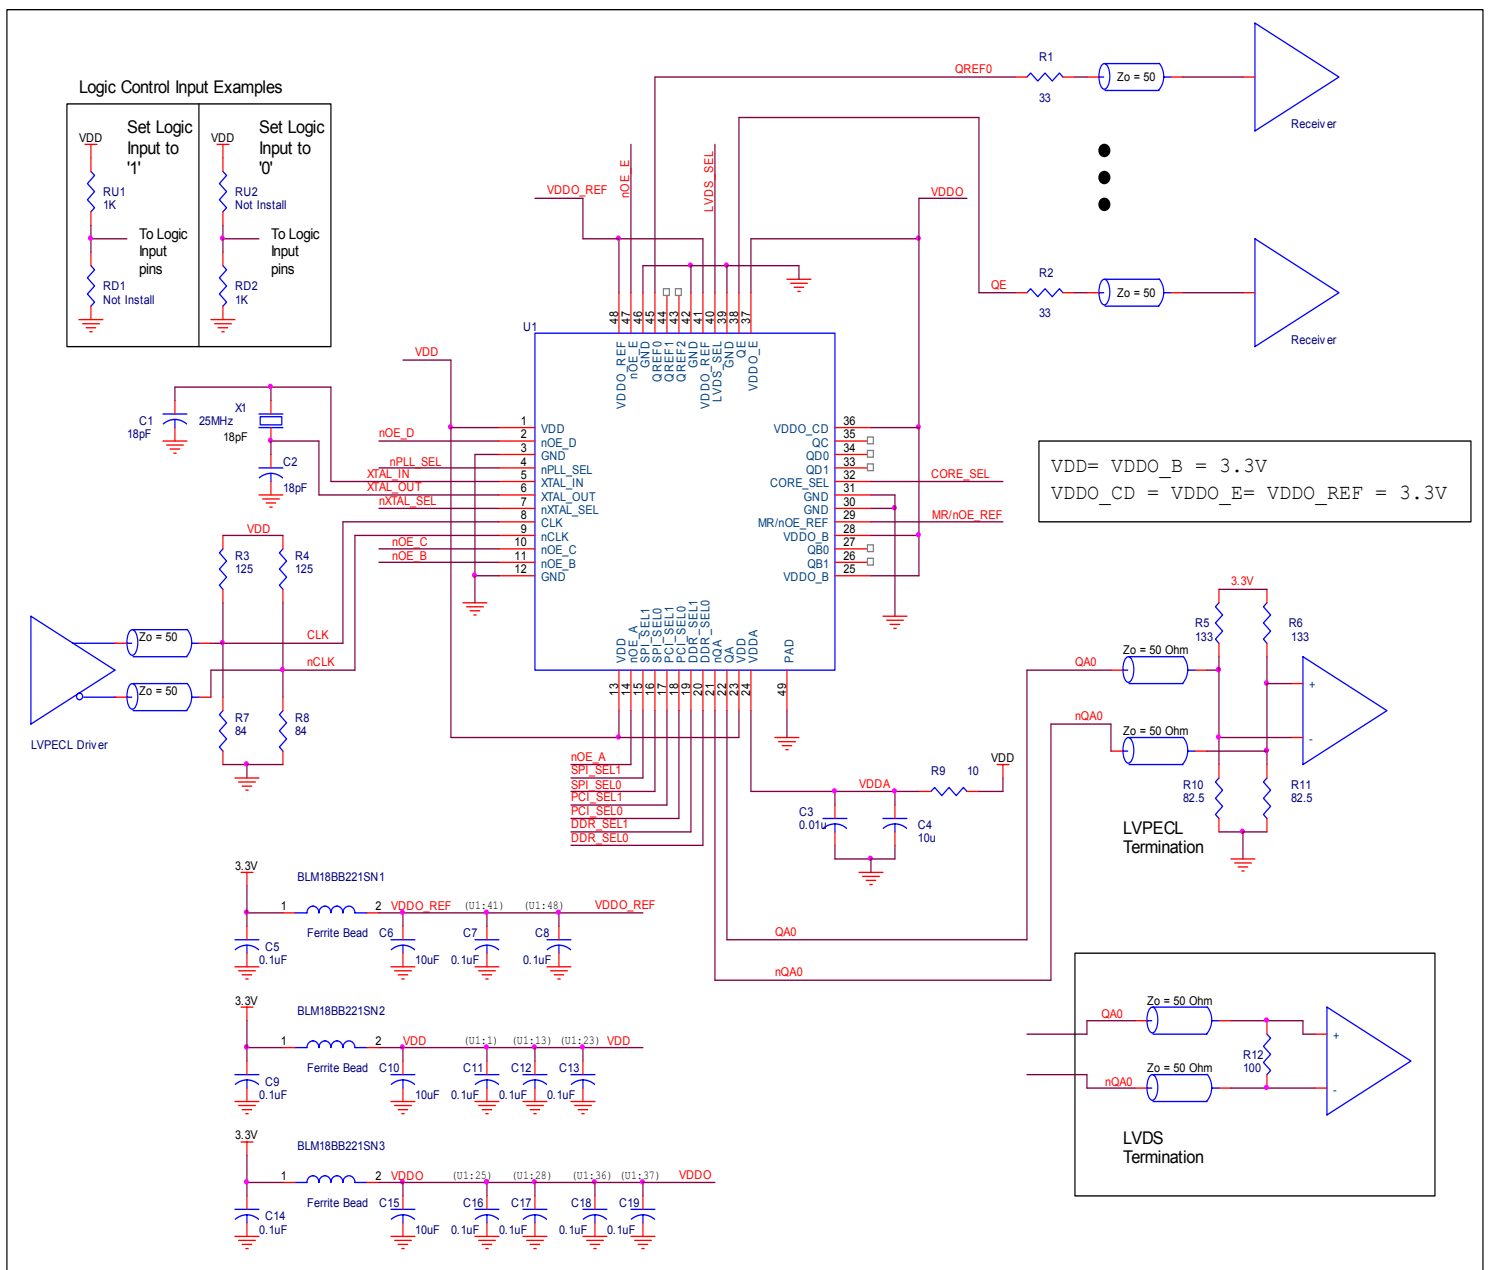 Logic Control Input Examples
VDD
Set Logic
Input to
'1'
RU1
1K
To Logic
Input
pins
RD1
Not Install
VDD
Set Logic
Input to
'0'
RU2
Not Install
To Logic
Input
pins
RD2
1K
QREF0
R1
33
Zo = 50
Receiver
QE
R2
33
Zo = 50
Receiver
VDDO_REF
nOE_E
LVDS_SEL
VDDO
48
47
46
45
44
43
42
41
40
39
38
37
U1
VDDO_REF
nOE_E
GND
QREF0
QREF1
QREF2
GND
VDDO_REF
LVDS_SEL
GND
QE
VDDO_E
VDD
C1
18pF
25MHz
X1
18pF
C2
18pF
nOE_D
nPLL_SEL
XTAL_IN
XTAL_OUT
nXTAL_SEL
nOE_C
nOE_B
1
2
3
4
5
6
7
8
9
10
11
12
VDD
nOE_D
GND
nPLL_SEL
XTAL_IN
XTAL_OUT
nXTAL_SEL
CLK
nCLK
nOE_C
nOE_B
GND
VDDO_CD
QC
QD0
QD1
CORE_SEL
GND
GND
MR/nOE_REF
VDDO_B
QB0
QB1
VDDO_B
36
35
34
33
32
31
30
29
28
27
26
25
CORE_SEL
MR/nOE_REF
VDD= VDDO_B = 3.3V
VDDO_CD = VDDO_E= VDDO_REF = 3.3V
VDD
R3
125
R4
125
Zo = 50
CLK
nCLK
Zo = 50
R7
84
R8
84
LVPECL Driver
VDD
nOE_A
SPI_SEL1
SPI_SEL0
PCI_SEL1
PCI_SEL0
DDR_SEL1
DDR_SEL0
nQA
QA
VDD
VDDA
PAD
13
14
15
16
17
18
19
20
21
22
23
24
49
nOE_A
SPI_SEL1
SPI_SEL0
PCI_SEL1
PCI_SEL0
DDR_SEL1
DDR_SEL0
VDDA
R9
10
VDD
C3
0.01u
C4
10u
3.3V
R5
133
R6
133
QA0
Zo = 50 Ohm
nQA0
Zo = 50 Ohm
+
-
R10
82.5
R11
82.5
LVPECL
Termination
QA0
nQA0
3.3V
BLM18BB221SN1
1
2
VDDO_REF
(U1:41)
(U1:48)
VDDO_REF
Ferrite Bead
C5
0.1uF
C6
10uF
C7
0.1uF
C8
0.1uF
3.3V
BLM18BB221SN2
1
2
VDD
(U1:1)
(U1:13)
(U1:23)
VDD
Ferrite Bead
C9
0.1uF
C10
10uF
C11
0.1uF
C12
0.1uF
C13
0.1uF
3.3V
BLM18BB221SN3
1
2
VDDO
(U1:25)
(U1:28)
(U1:36)
(U1:37)
VDDO
Ferrite Bead
C14
0.1uF
C15
10uF
C16
0.1uF
C17
0.1uF
C18
0.1uF
C19
0.1uF
QA0
Zo = 50 Ohm
nQA0
Zo = 50 Ohm
R12
100
+
-
LVDS
Termination